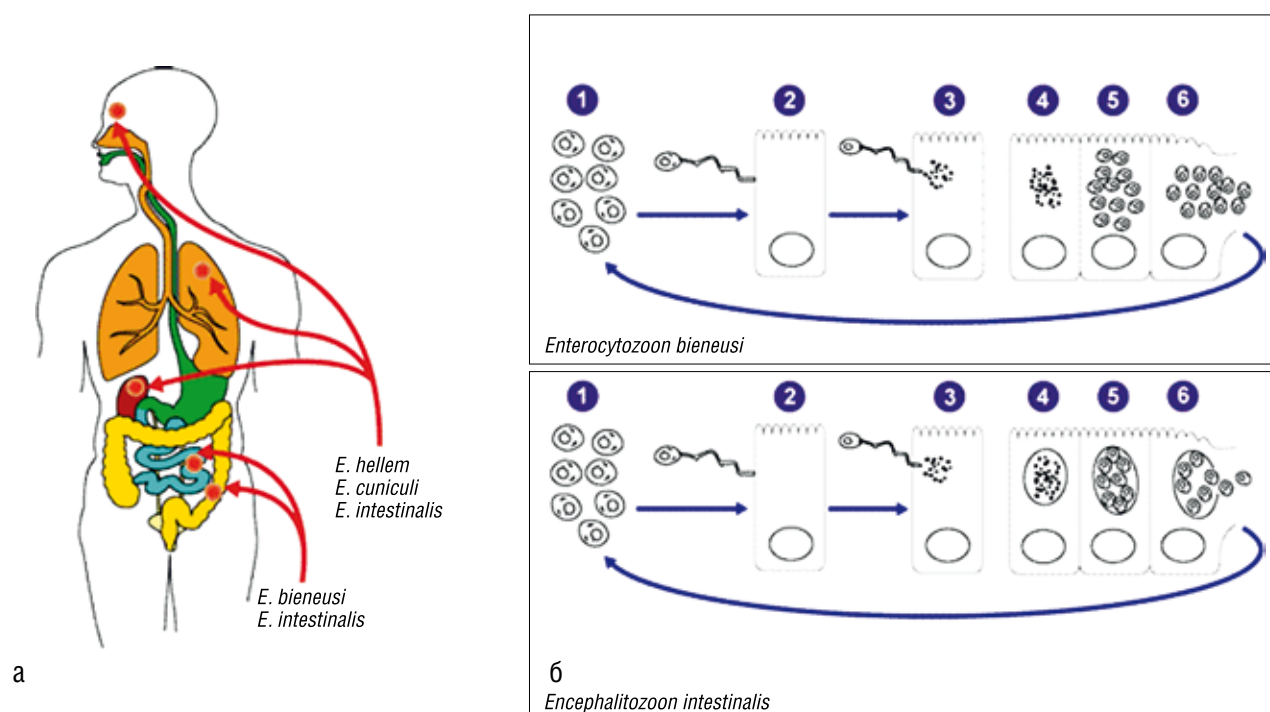 1 2 3 4 5 6
Enterocytozoon bieneusi
1 2 3 4 5 6
E. hellem
E. cuniculi
E. intestinalis
E. bieneusi
E. intestinalis
а
б
Encephalitozoon intestinalis